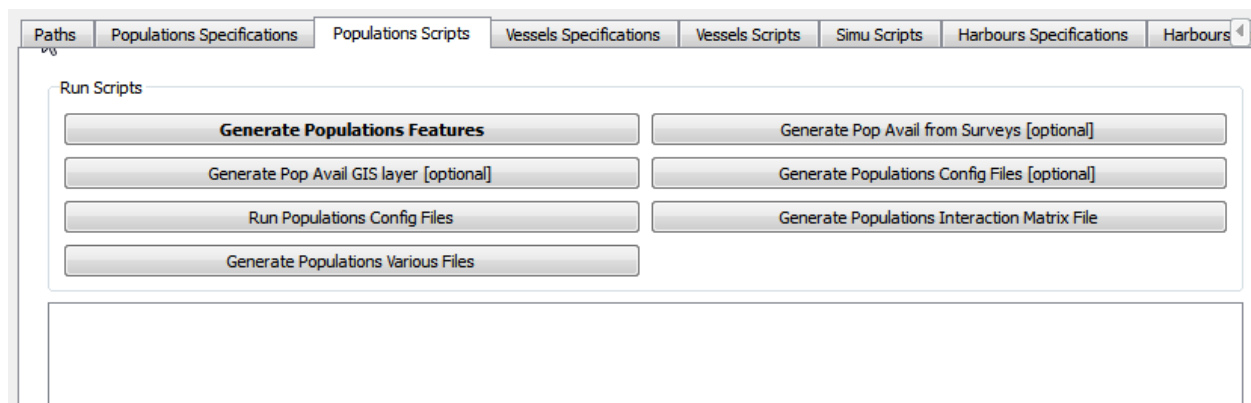 Paths Populations Specifications Populations Scripts Vessels Specifications Vessels Scripts Simu Scripts Harbours Specifications Harbours
Run Scripts
Generate Populations Features Generate Pop Avail from Surveys [optional]
Generate Pop Avail GIS layer [optional] Generate Populations Config Files [optional]
Run Populations Config Files Generate Populations Interaction Matrix File
Generate Populations Various Files